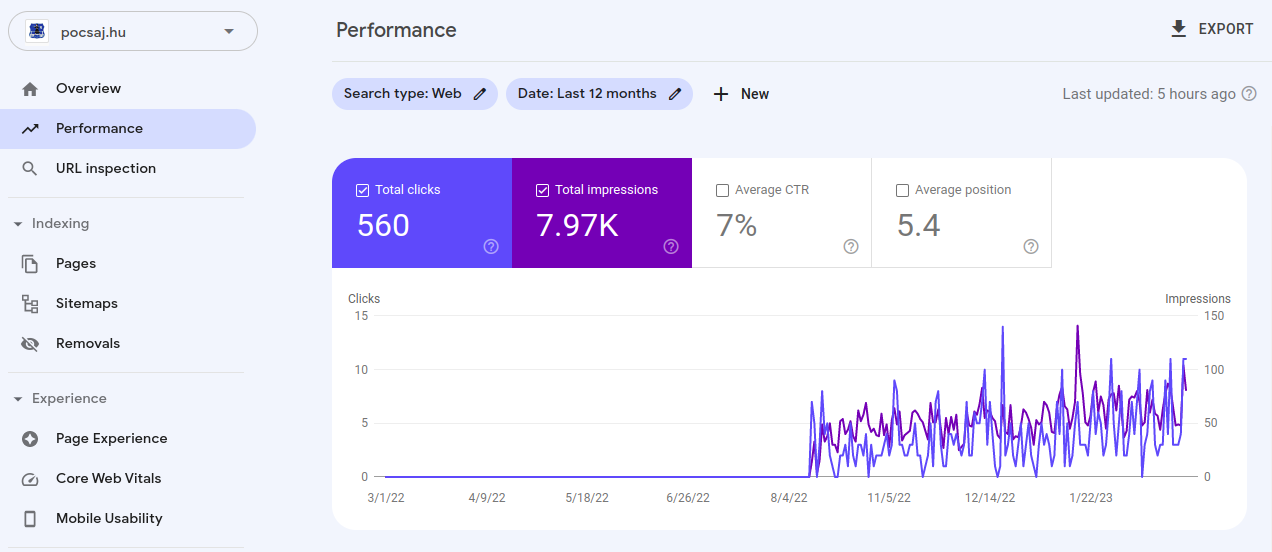 pocsaj.hu
Performance
EXPORT
Overview
Performance
URL inspection
Indexing
Pages
Sitemaps
Removals
Experience
Page Experience
Core Web Vitals
Mobile Usability
Search type: Web
Date: Last 12 months
New
Last updated: 5 hours ago
Total clicks
560
Total impressions
7.97K
Average CTR
7%
Average position
5.4
Clicks
Impressions
15
150
10
100
5
50
0
0
3/1/22
4/9/22
5/18/22
6/26/22
8/4/22
11/5/22
12/14/22
1/22/23